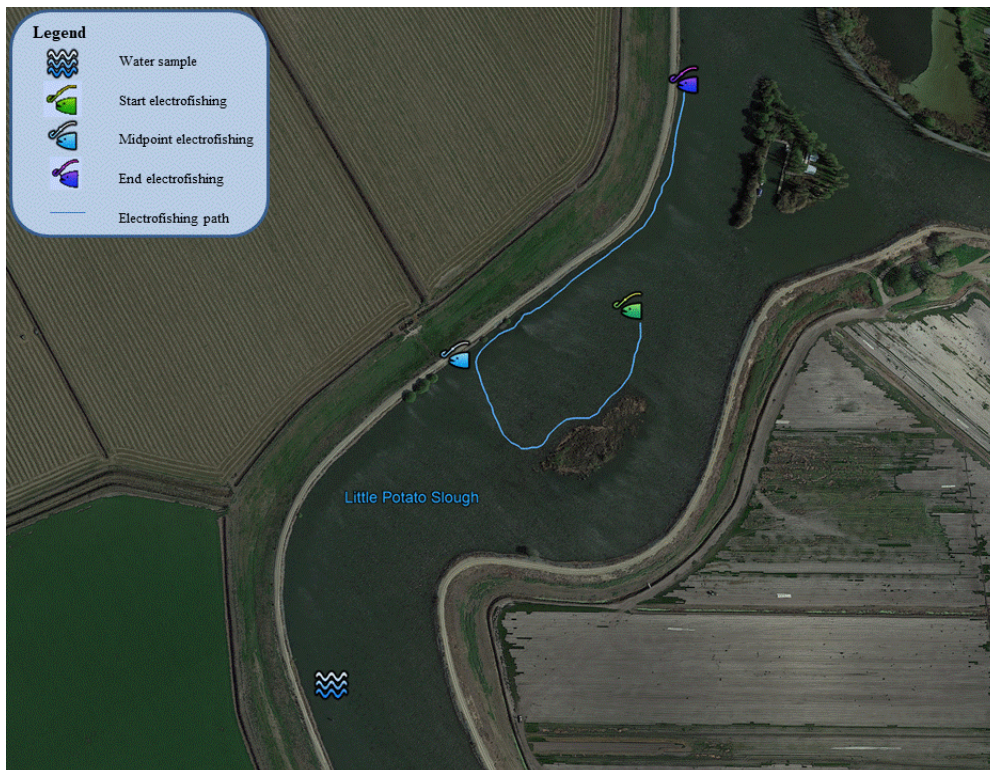 Legend
Water sample
Start electrofishing
Midpoint electrofishing
End electrofishing
Electrofishing path
Little Potato Slough